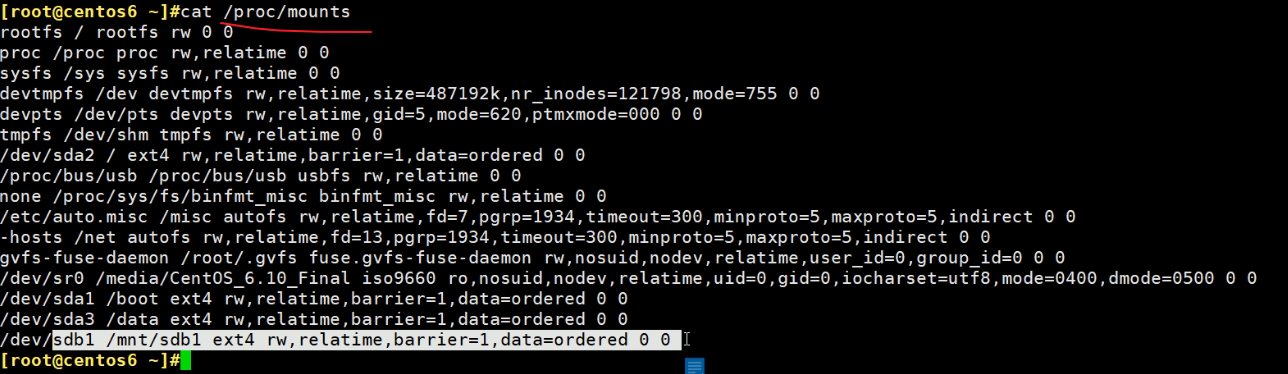 [root@centos6 ~]#cat /proc/mounts
rootfs / rootfs rw 0 0
proc /proc proc rw,relatime 0 0
sysfs /sys sysfs rw,relatime 0 0
devtmpfs /dev devtmpfs rw,relatime,size=487192k,nr_inodes=121798,mode=755 0 0
devpts /dev/pts devpts rw,relatime,gid=5,mode=620,ptmxmode=000 0 0
tmpfs /dev/shm tmpfs rw,relatime 0 0
/dev/sda2 / ext4 rw,relatime,barrier=1,data=ordered 0 0
/proc/bus/usb /proc/bus/usb usbfs rw,relatime 0 0
none /proc/sys/fs/binfmt_misc binfmt_misc rw,relatime 0 0
/etc/auto.misc /misc autofs rw,relatime,fd=7,pgrp=1934,timeout=300,minproto=5,maxproto=5,indirect 0 0
-hosts /net autofs rw,relatime,fd=13,pgrp=1934,timeout=300,minproto=5,maxproto=5,indirect 0 0
gvfs-fuse-daemon /root/.gvfs fuse.gvfs-fuse-daemon rw,nosuid,nodev,relatime,user_id=0,group_id=0 0 0
/dev/sr0 /media/CentOS_6.10_Final iso9660 ro,nosuid,nodev,relatime,uid=0,gid=0,iocharset=utf8,mode=0400,dmode=0500 0 0
/dev/sda1 /boot ext4 rw,relatime,barrier=1,data=ordered 0 0
/dev/sda3 /data ext4 rw,relatime,barrier=1,data=ordered 0 0
/dev/sdb1 /mnt/sdb1 ext4 rw,relatime,barrier=1,data=ordered 0 0
[root@centos6 ~]#